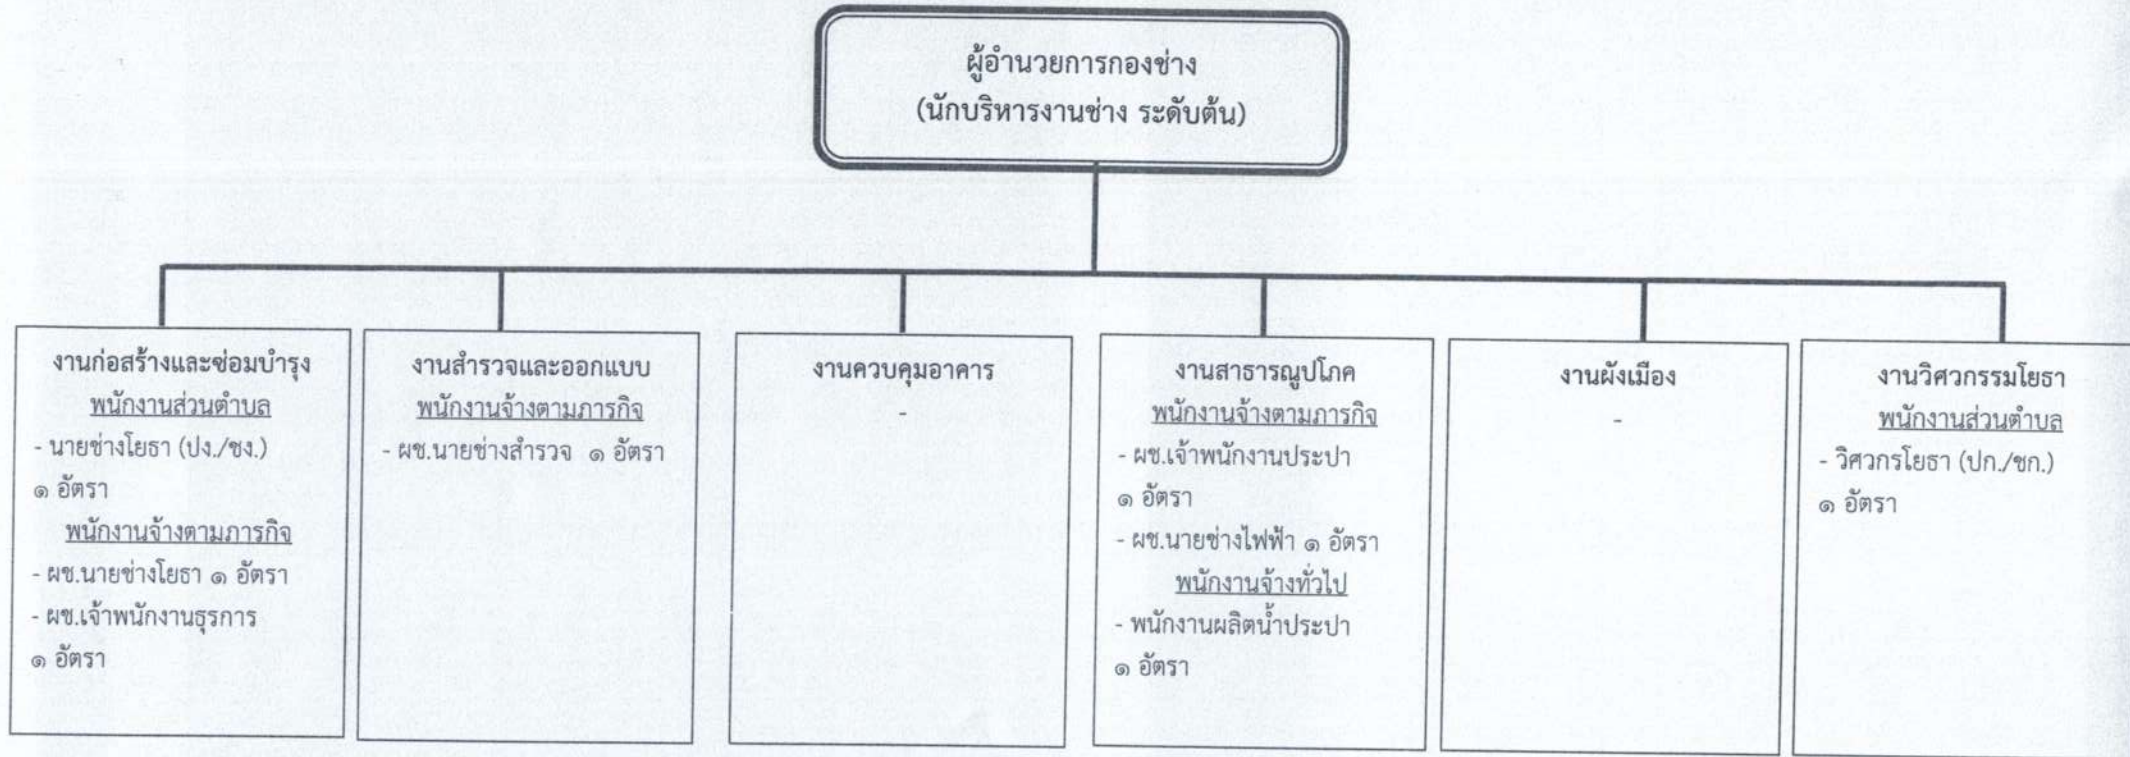 ผู้อำนวยการกองช่าง
(นักบริหารงานช่าง ระดับต้น)
งานก่อสร้างและซ่อมบำรุง
พนักงานส่วนตำบล
- นายช่างโยธา (ปง./ชง.)
๑ อัตรา
พนักงานจ้างตามภารกิจ
- ผช.นายช่างโยธา ๑ อัตรา
- ผช.เจ้าพนักงานธุรการ
๑ อัตรา
งานสำรวจและออกแบบ
พนักงานจ้างตามภารกิจ
- ผช.นายช่างสำรวจ ๑ อัตรา
งานควบคุมอาคาร
-
งานสาธารณูปโภค
พนักงานจ้างตามภารกิจ
- ผช.เจ้าพนักงานประปา
๑ อัตรา
- ผช.นายช่างไฟฟ้า ๑ อัตรา
พนักงานจ้างทั่วไป
- พนักงานผลิตน้ำประปา
๑ อัตรา
งานผังเมือง
-
งานวิศวกรรมโยธา
พนักงานส่วนตำบล
- วิศวกรโยธา (ปก./ชก.)
๑ อัตรา